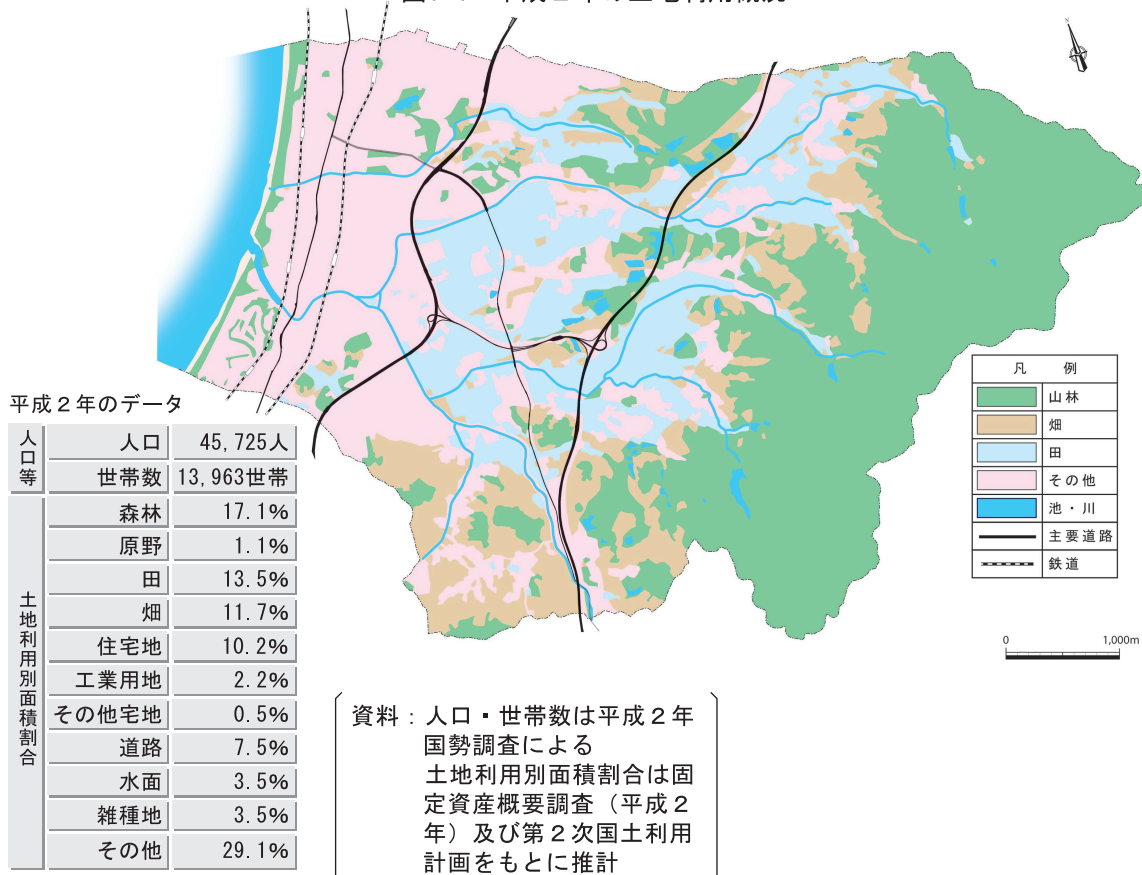 平成２年のデータ
人口等
人口 45,725人
世帯数 13,963世帯
土地利用別面積割合
森林 17.1%
原野 1.1%
田 13.5%
畑 11.7%
住宅地 10.2%
工業用地 2.2%
その他宅地 0.5%
道路 7.5%
水面 3.5%
雑種地 3.5%
その他 29.1%
凡例
山林
畑
田
その他
池・川
主要道路
鉄道
0 1,000m
資料：人口・世帯数は平成２年
国勢調査による
土地利用別面積割合は固
定資産概要調査（平成２
年）及び第２次国土利用
計画をもとに推計